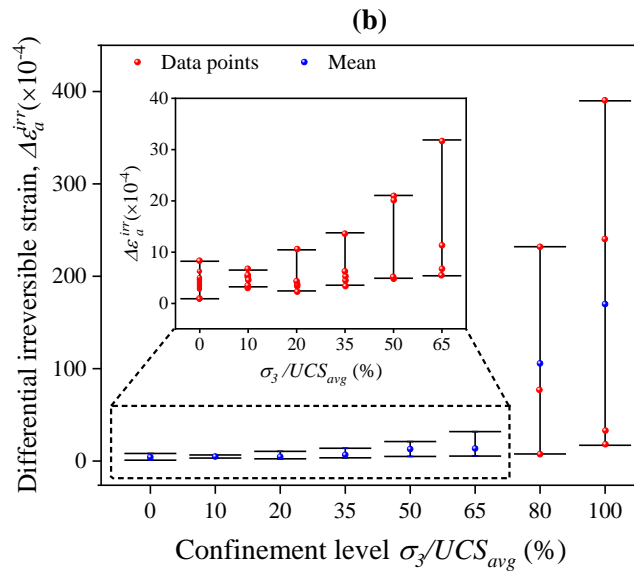 (b)
Data points
Mean
Differential irreversible strain, Δε_a^irr(×10^-4)
400
300
200
100
0
Δε_a^irr(×10^-4)
40
30
20
10
0
0 10 20 35 50 65
σ_3/UCS_avg (%)
0 10 20 35 50 65 80 100
Confinement level σ_3/UCS_avg (%)